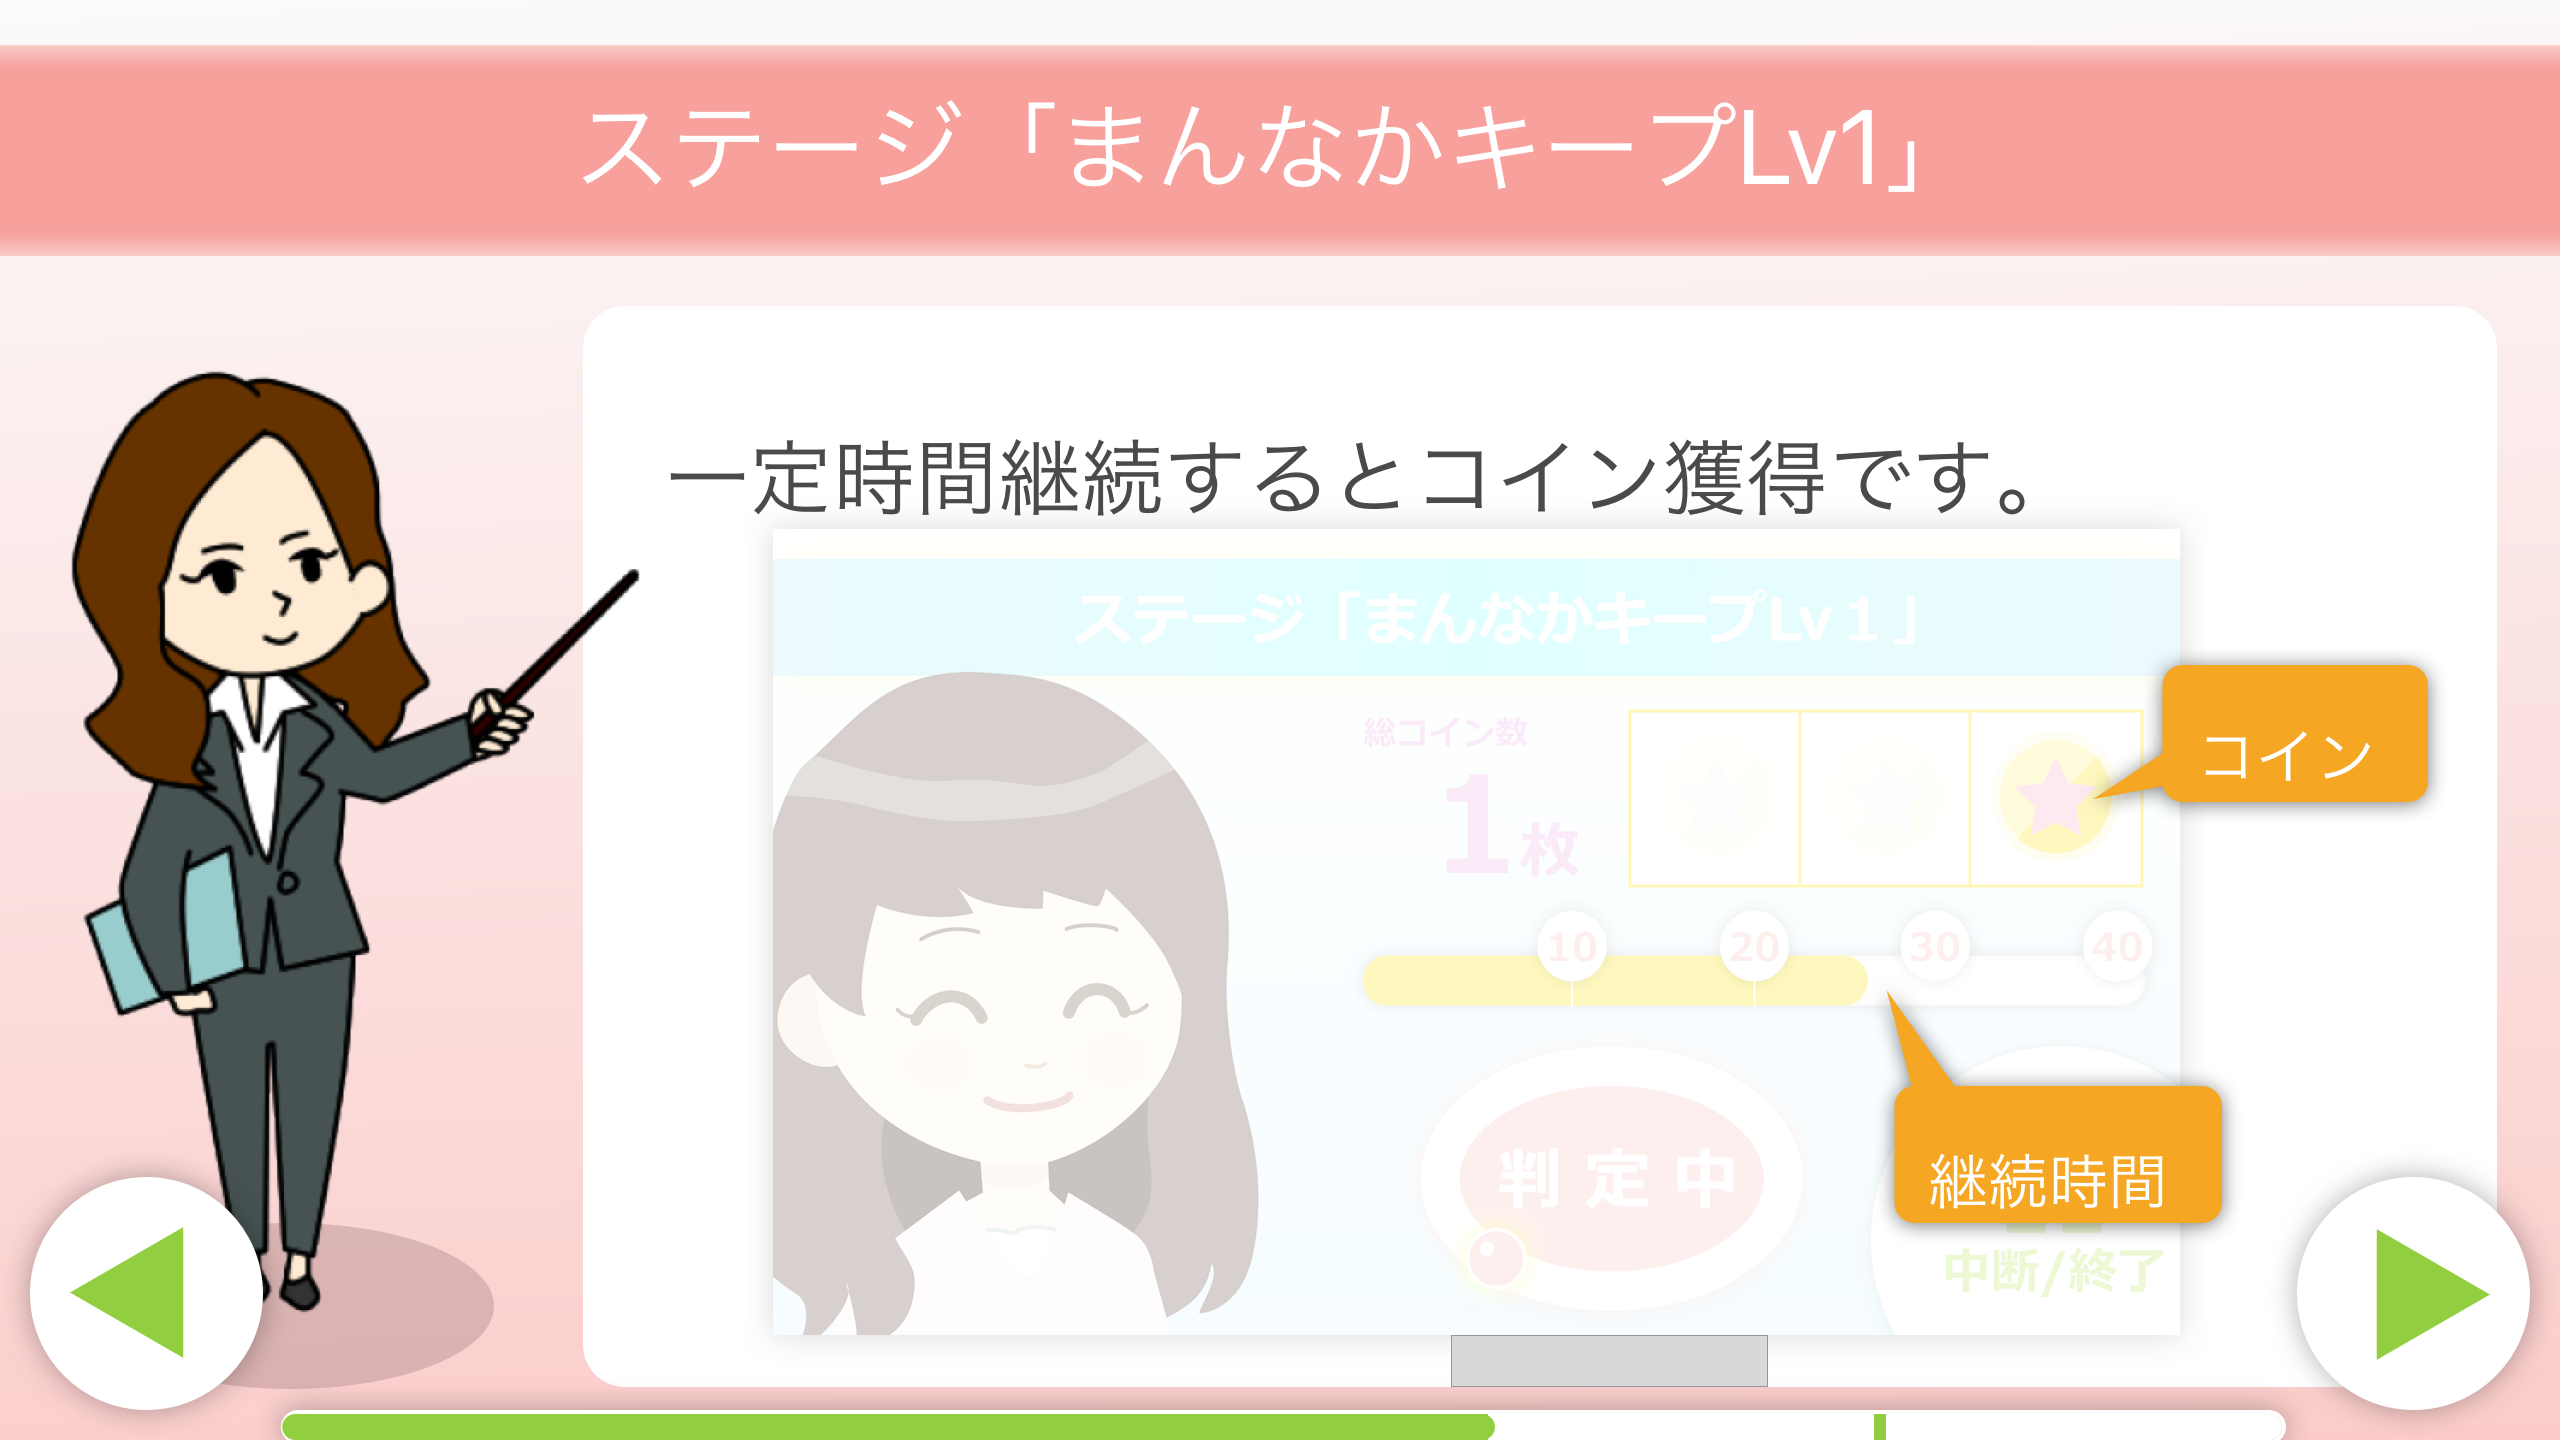 ステージ「まんなかキープLv1」
一定時間継続するとコイン獲得です。
ステージ「まんなかキープLv１」
総コイン数
1枚
コイン
10 20 30 40
判定中
継続時間
中断/終了